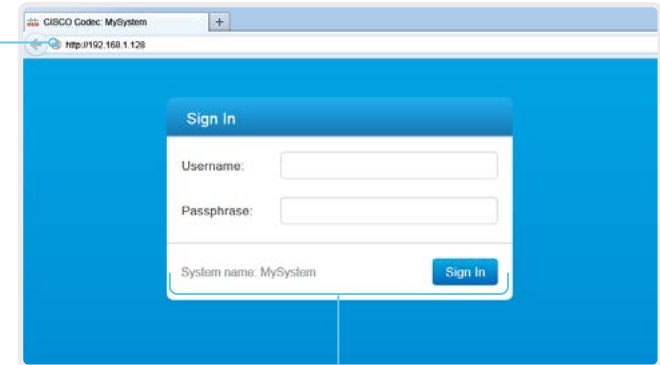 CISCO Codec: MySystem
+
http://192.168.1.128
Sign In
Username:
Passphrase:
System name: MySystem
Sign In